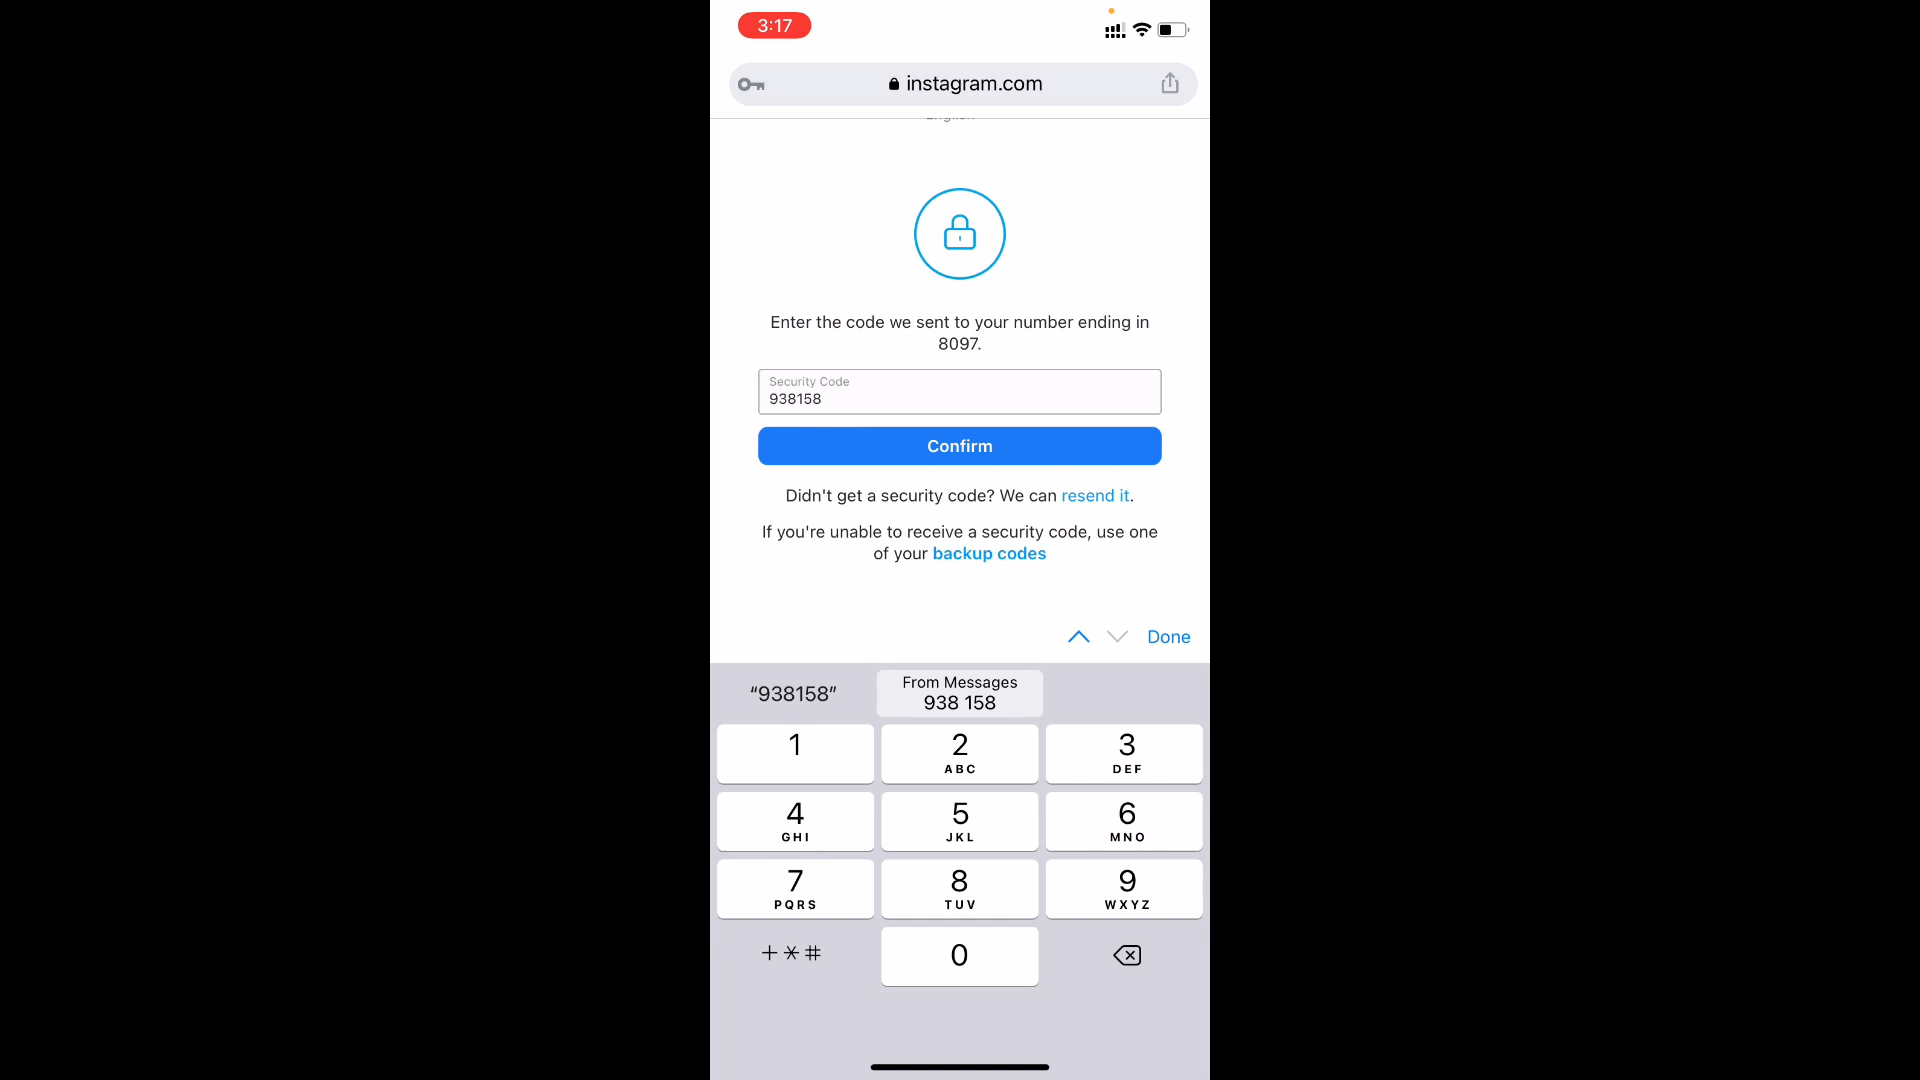 3:17
instagram.com
English
Enter the code we sent to your number ending in
8097.
Security Code
938158
Confirm
Didn't get a security code? We can resend it.
If you're unable to receive a security code, use one
of your backup codes
Done
“938158”
From Messages
938 158
1
2
ABC
3
DEF
4
GHI
5
JKL
6
MNO
7
PQRS
8
TUV
9
WXYZ
+*#
0